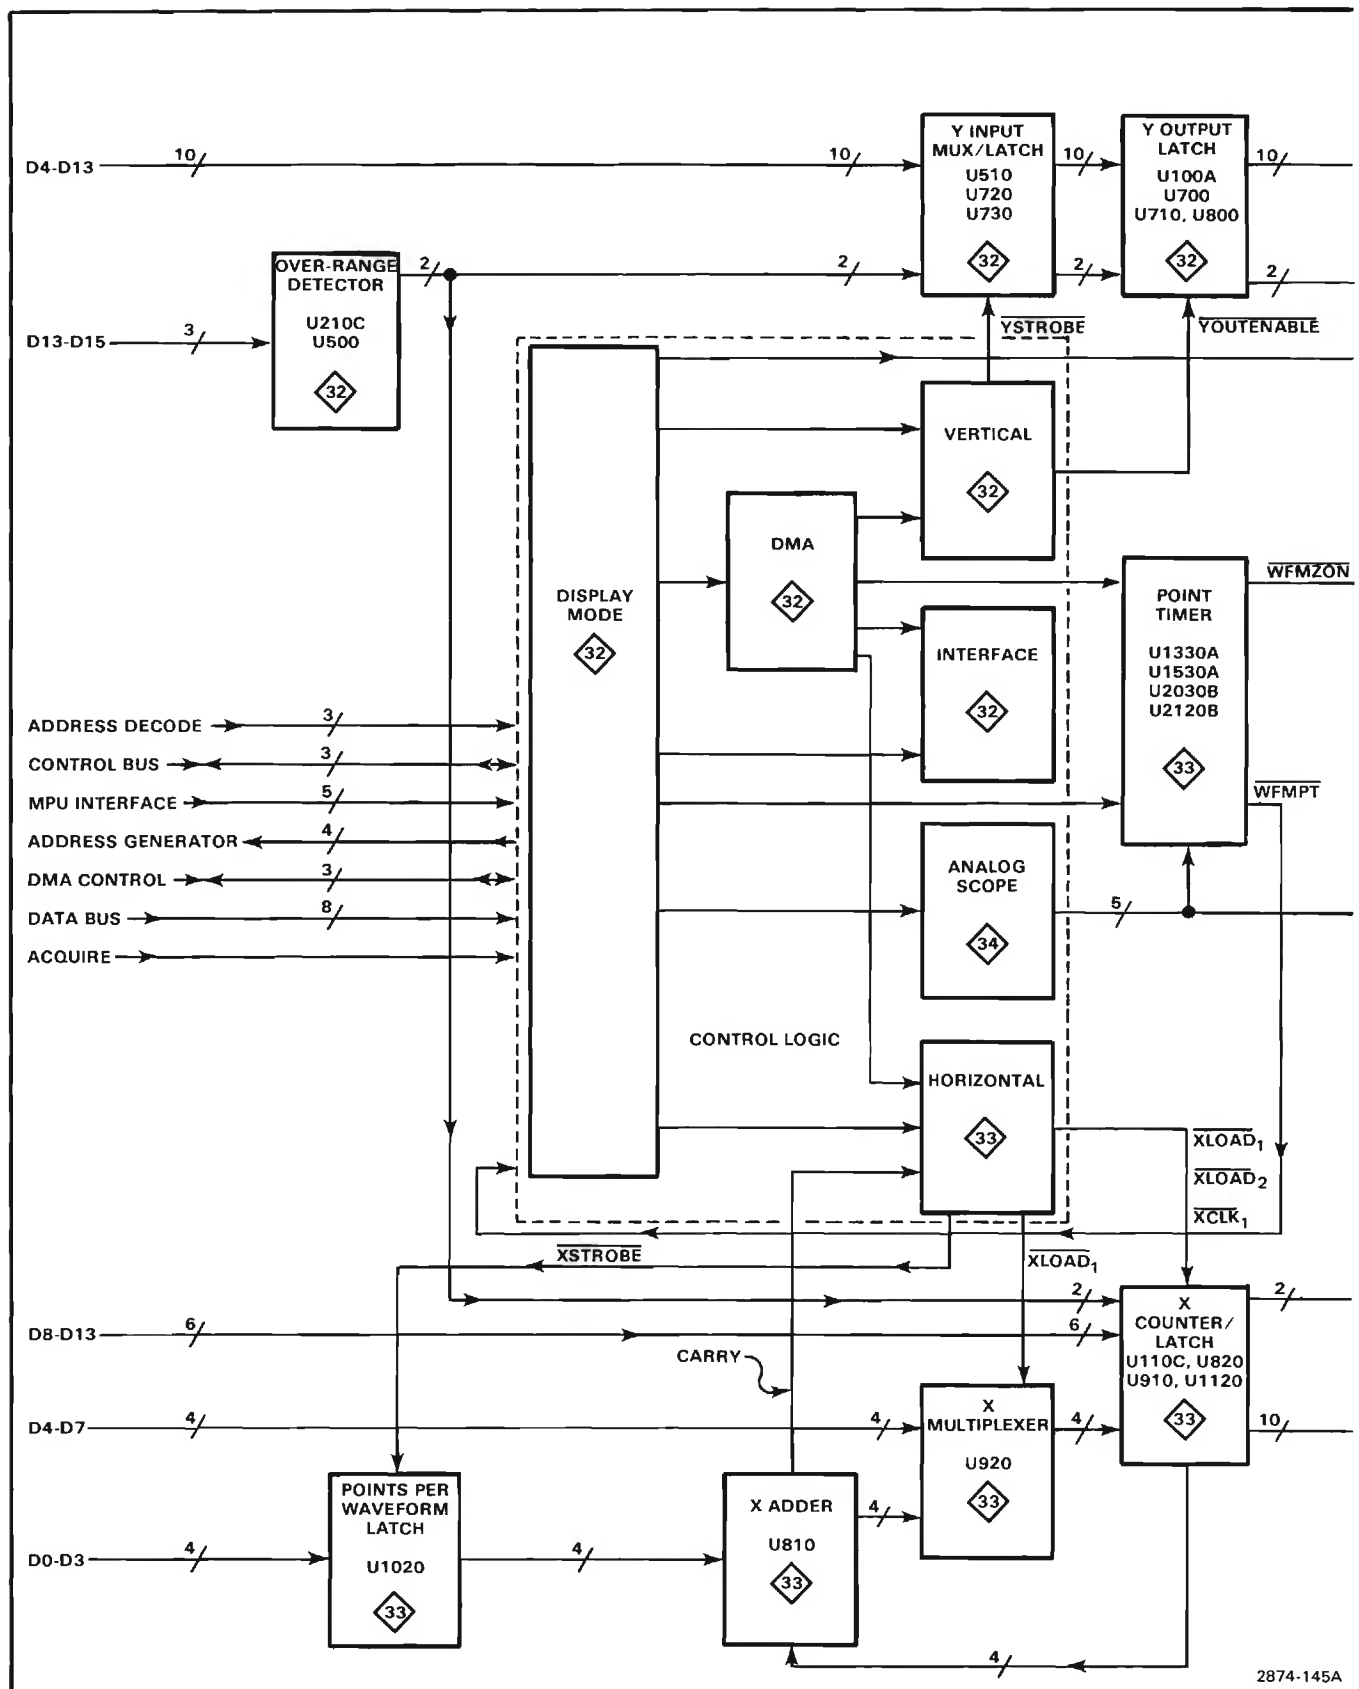 D4-D13
10
10
Y INPUT
MUX/LATCH
U510
U720
U730
32
10
Y OUTPUT
LATCH
U100A
U700
U710, U800
32
10
OVER-RANGE
DETECTOR
U210C
U500
32
2
2
2
2
D13-D15
3
YSTROBE
YOUTENABLE
DISPLAY
MODE
32
VERTICAL
32
DMA
32
INTERFACE
32
POINT
TIMER
U1330A
U1530A
U2030B
U2120B
33
WFMZON
WFMPT
ADDRESS DECODE
3
CONTROL BUS
3
MPU INTERFACE
5
ADDRESS GENERATOR
4
DMA CONTROL
3
DATA BUS
8
ACQUIRE
ANALOG
SCOPE
34
5
CONTROL LOGIC
HORIZONTAL
33
XLOAD1
XLOAD2
XCLK1
XSTROBE
XLOAD1
2
X
COUNTER/
LATCH
U110C, U820
U910, U1120
33
2
10
D8-D13
6
6
CARRY
D4-D7
4
4
X
MULTIPLEXER
U920
33
4
POINTS PER
WAVEFORM
LATCH
U1020
33
X ADDER
U810
33
4
D0-D3
4
4
4
2874-145A